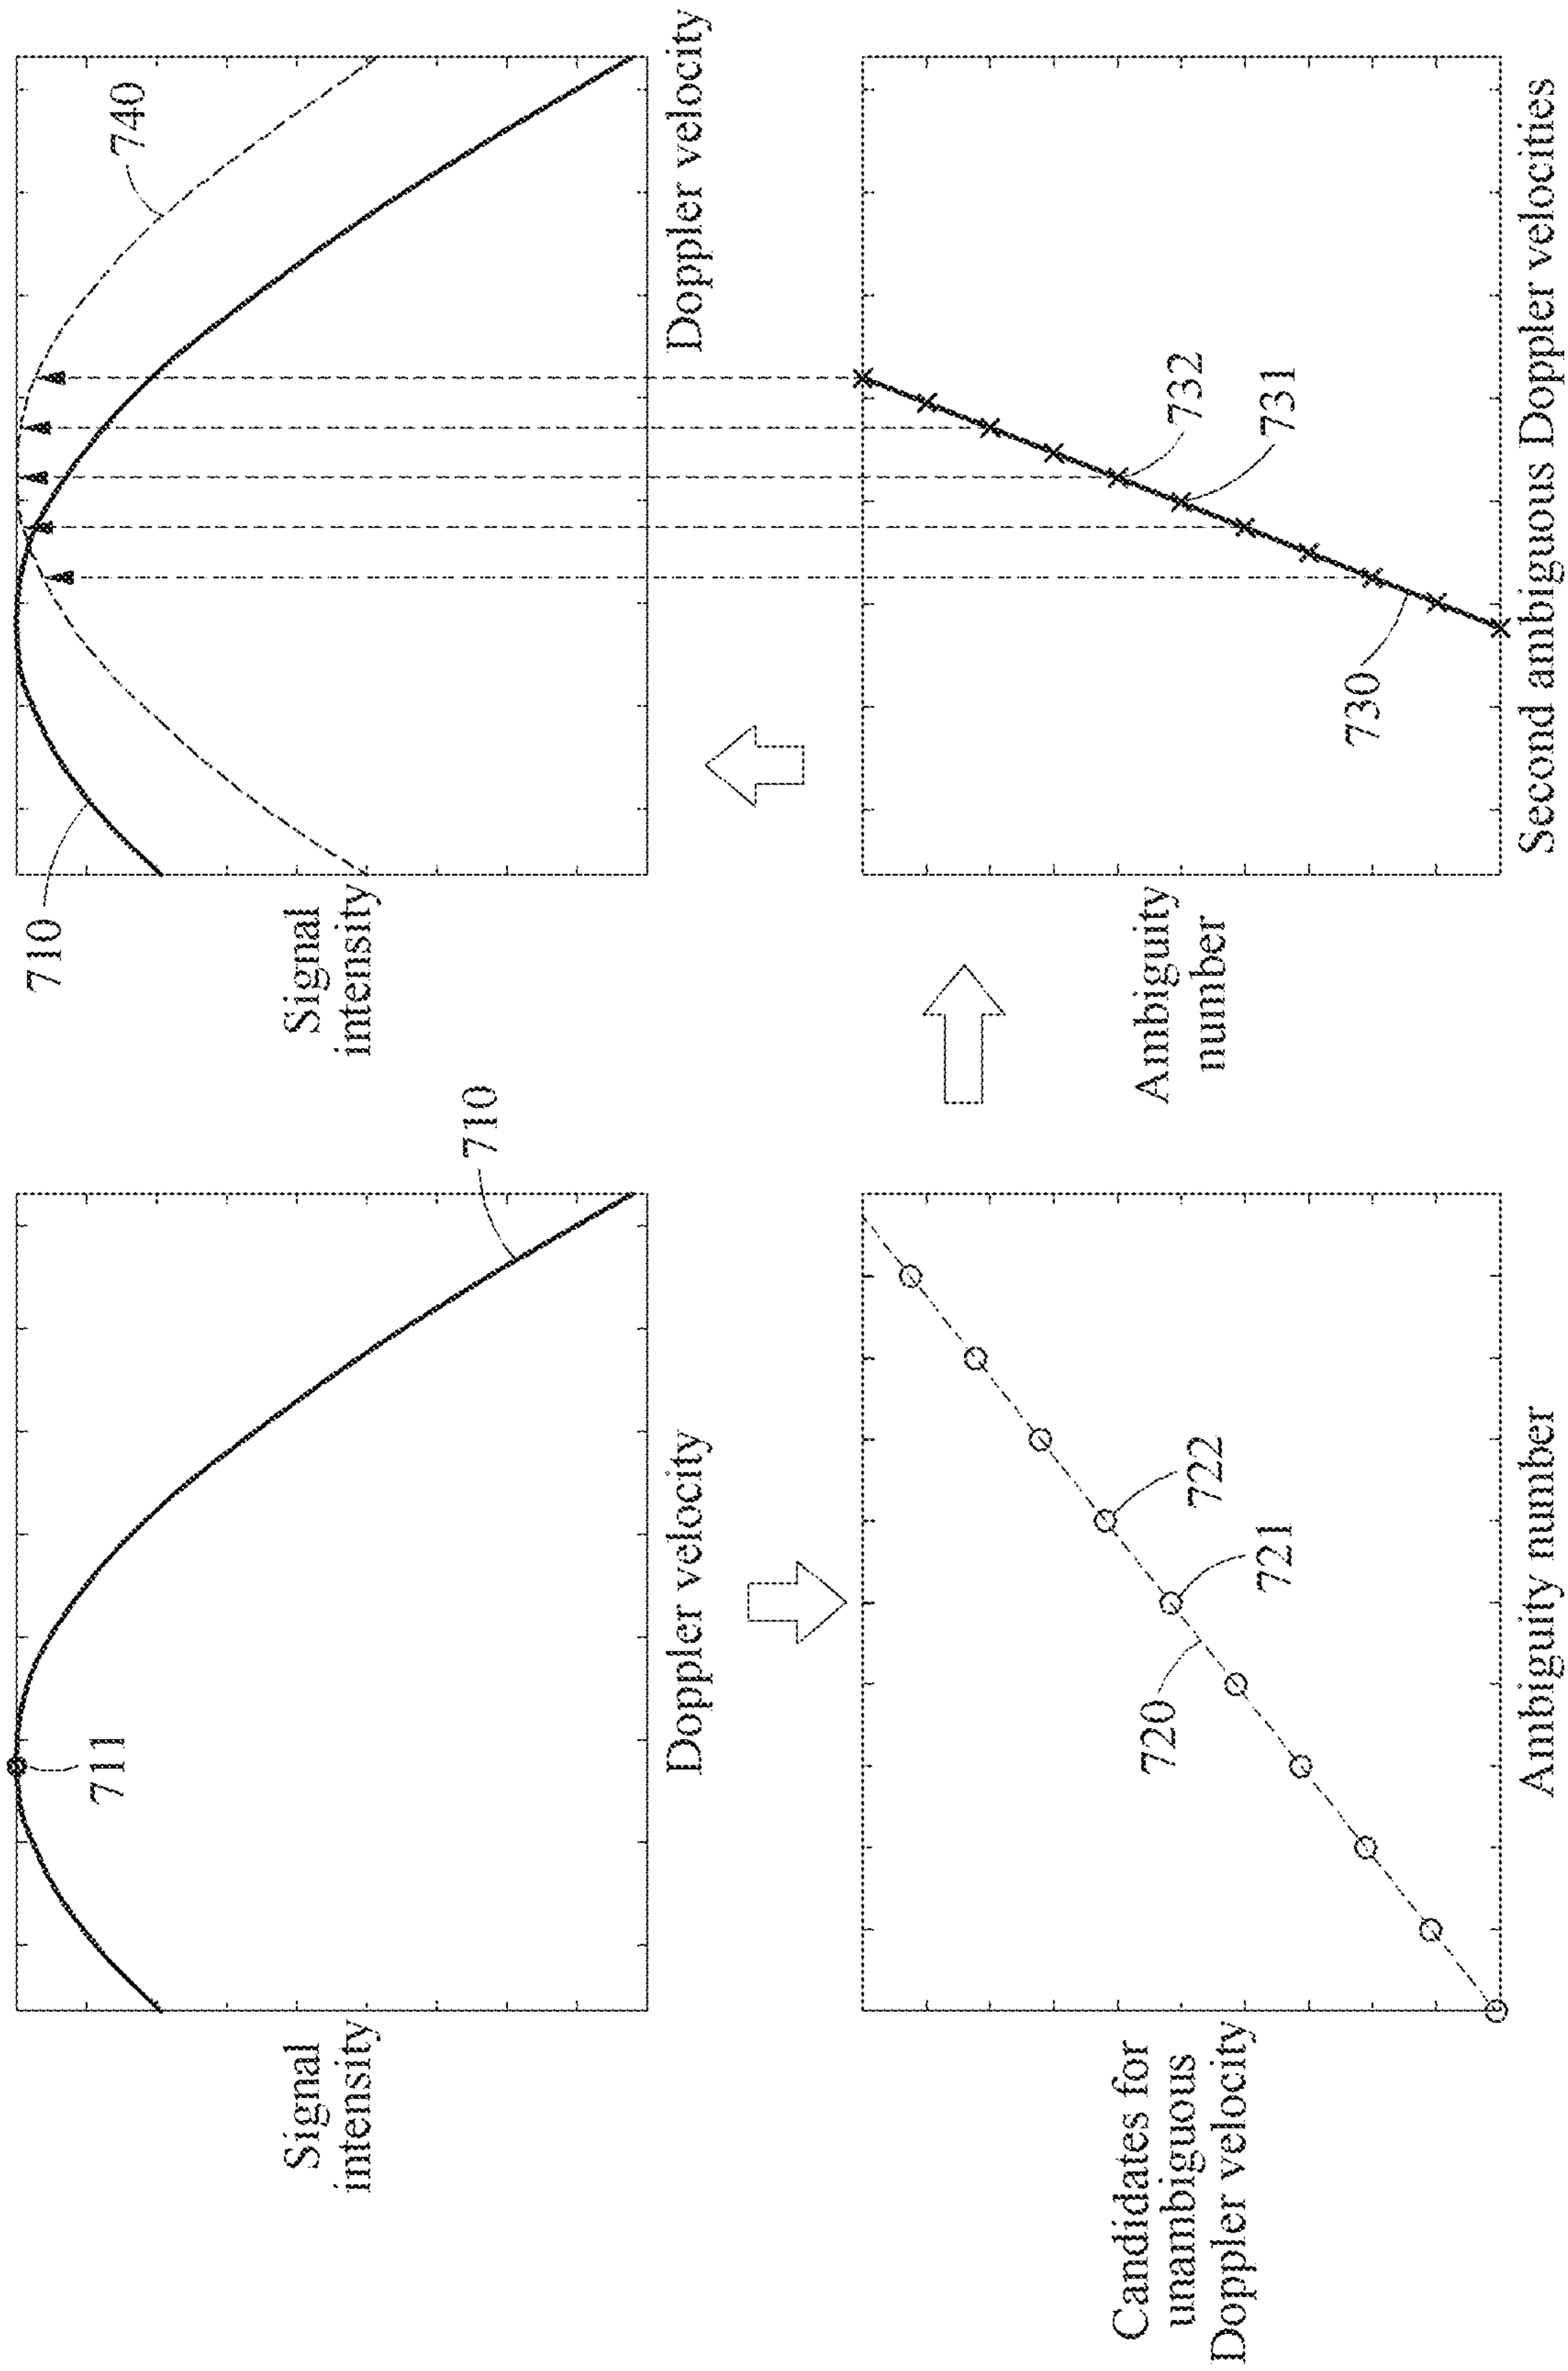 711
710
Signal
intensity
Doppler velocity
720
721
722
Candidates for
unambiguous
Doppler velocity
Ambiguity number
730
731
732
Ambiguity
number
Second ambiguous Doppler velocities
710
740
Signal
intensity
Doppler velocity